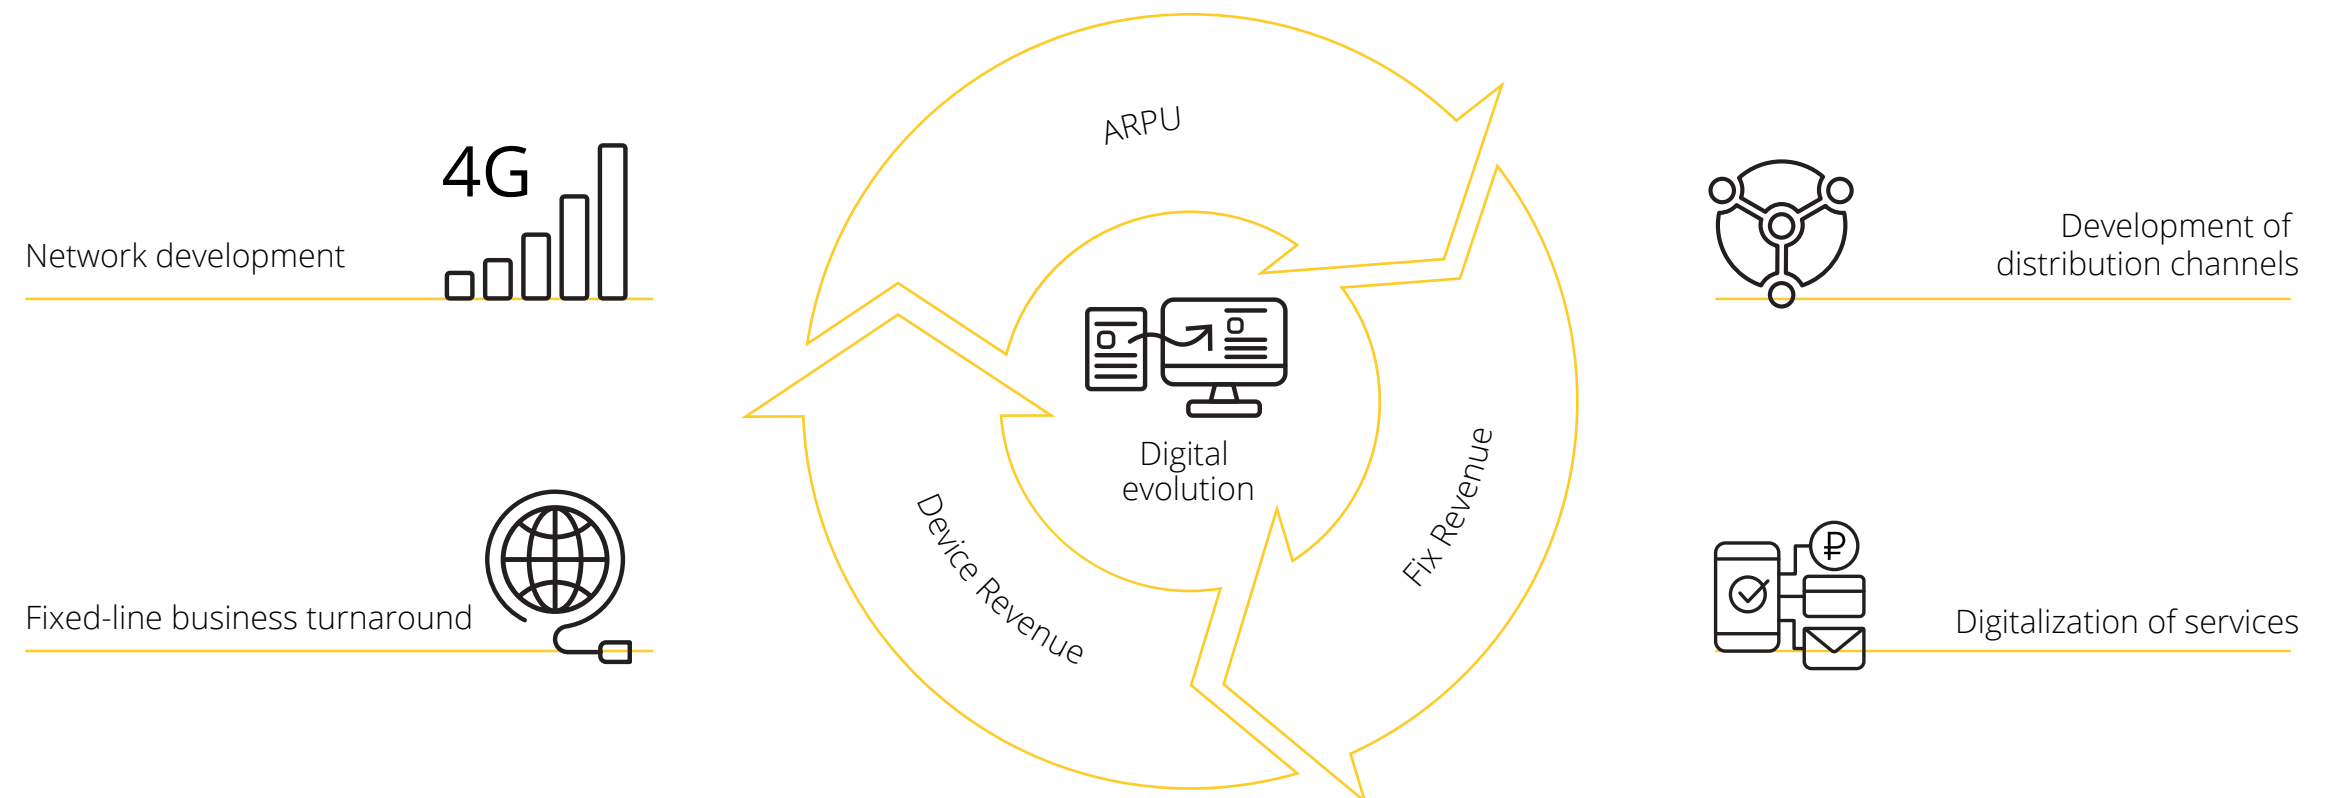 4G
Network development
Fixed-line business turnaround
ARPU
Fix Revenue
Device Revenue
Digital
evolution
Development of
distribution channels
₽
Digitalization of services